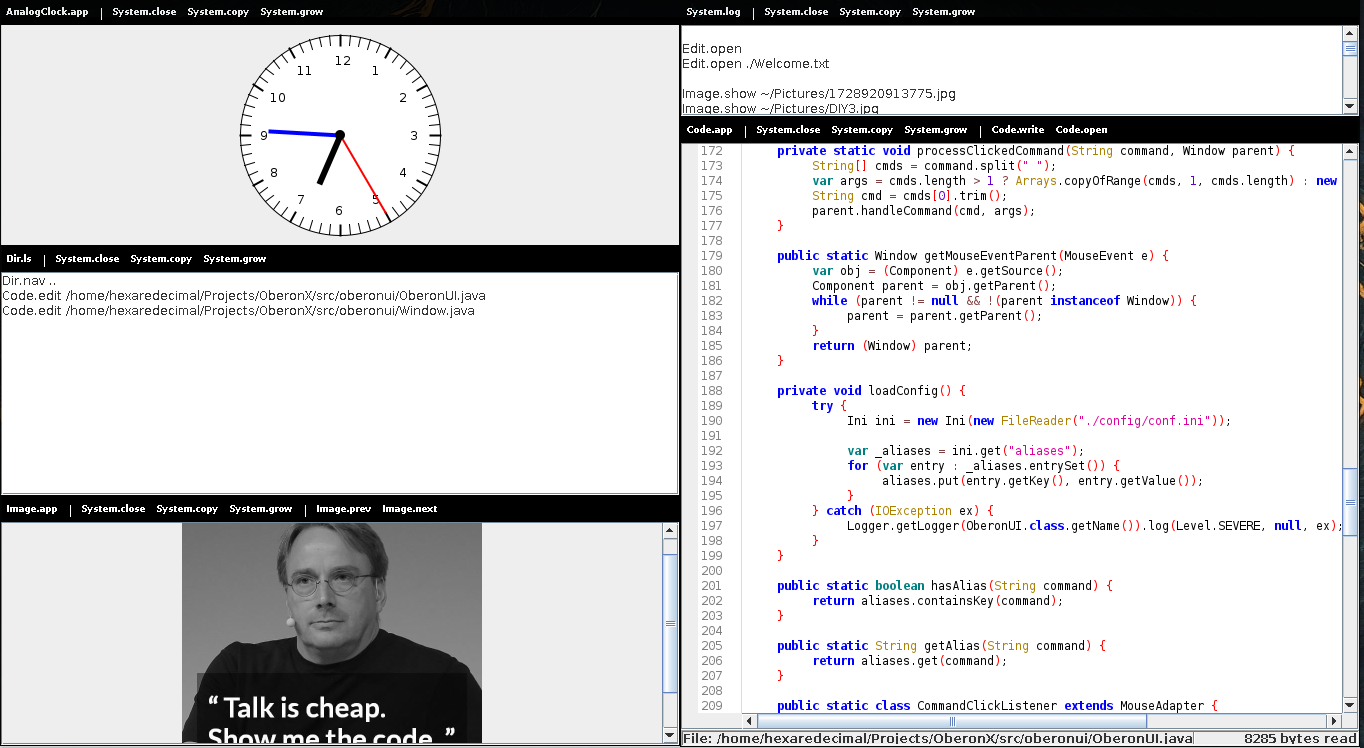 AnalogClock.app | System.close System.copy System.grow
12
1
2
3
4
5
6
7
8
9
10
11
Dir.ls | System.close System.copy System.grow
Dir.nav ..
Code.edit /home/hexaredecimal/Projects/OberonX/src/oberonui/OberonUI.java
Code.edit /home/hexaredecimal/Projects/OberonX/src/oberonui/Window.java
Image.app | System.close System.copy System.grow | Image.prev Image.next
“ Talk is cheap.
Show me the code. ”
System.log | System.close System.copy System.grow
Edit.open
Edit.open ./Welcome.txt
Image.show ~/Pictures/1728920913775.jpg
Image.show ~/Pictures/DIY3.jpg
Code.app | System.close System.copy System.grow | Code.write Code.open
172 private static void processClickedCommand(String command, Window parent) {
173 String[] cmds = command.split(" ");
174 var args = cmds.length > 1 ? Arrays.copyOfRange(cmds, 1, cmds.length) : new
175 String cmd = cmds[0].trim();
176 parent.handleCommand(cmd, args);
177 }
178
179 public static Window getMouseEventParent(MouseEvent e) {
180 var obj = (Component) e.getSource();
181 Component parent = obj.getParent();
182 while (parent != null && !(parent instanceof Window)) {
183 parent = parent.getParent();
184 }
185 return (Window) parent;
186 }
187
188 private void loadConfig() {
189 try {
190 Ini ini = new Ini(new FileReader("./config/conf.ini"));
191
192 var _aliases = ini.get("aliases");
193 for (var entry : _aliases.entrySet()) {
194 aliases.put(entry.getKey(), entry.getValue());
195 }
196 } catch (IOException ex) {
197 Logger.getLogger(OberonUI.class.getName()).log(Level.SEVERE, null, ex);
198 }
199 }
200
201 public static boolean hasAlias(String command) {
202 return aliases.containsKey(command);
203 }
204
205 public static String getAlias(String command) {
206 return aliases.get(command);
207 }
208
209 public static class CommandClickListener extends MouseAdapter {
File: /home/hexaredecimal/Projects/OberonX/src/oberonui/OberonUI.java 8285 bytes read